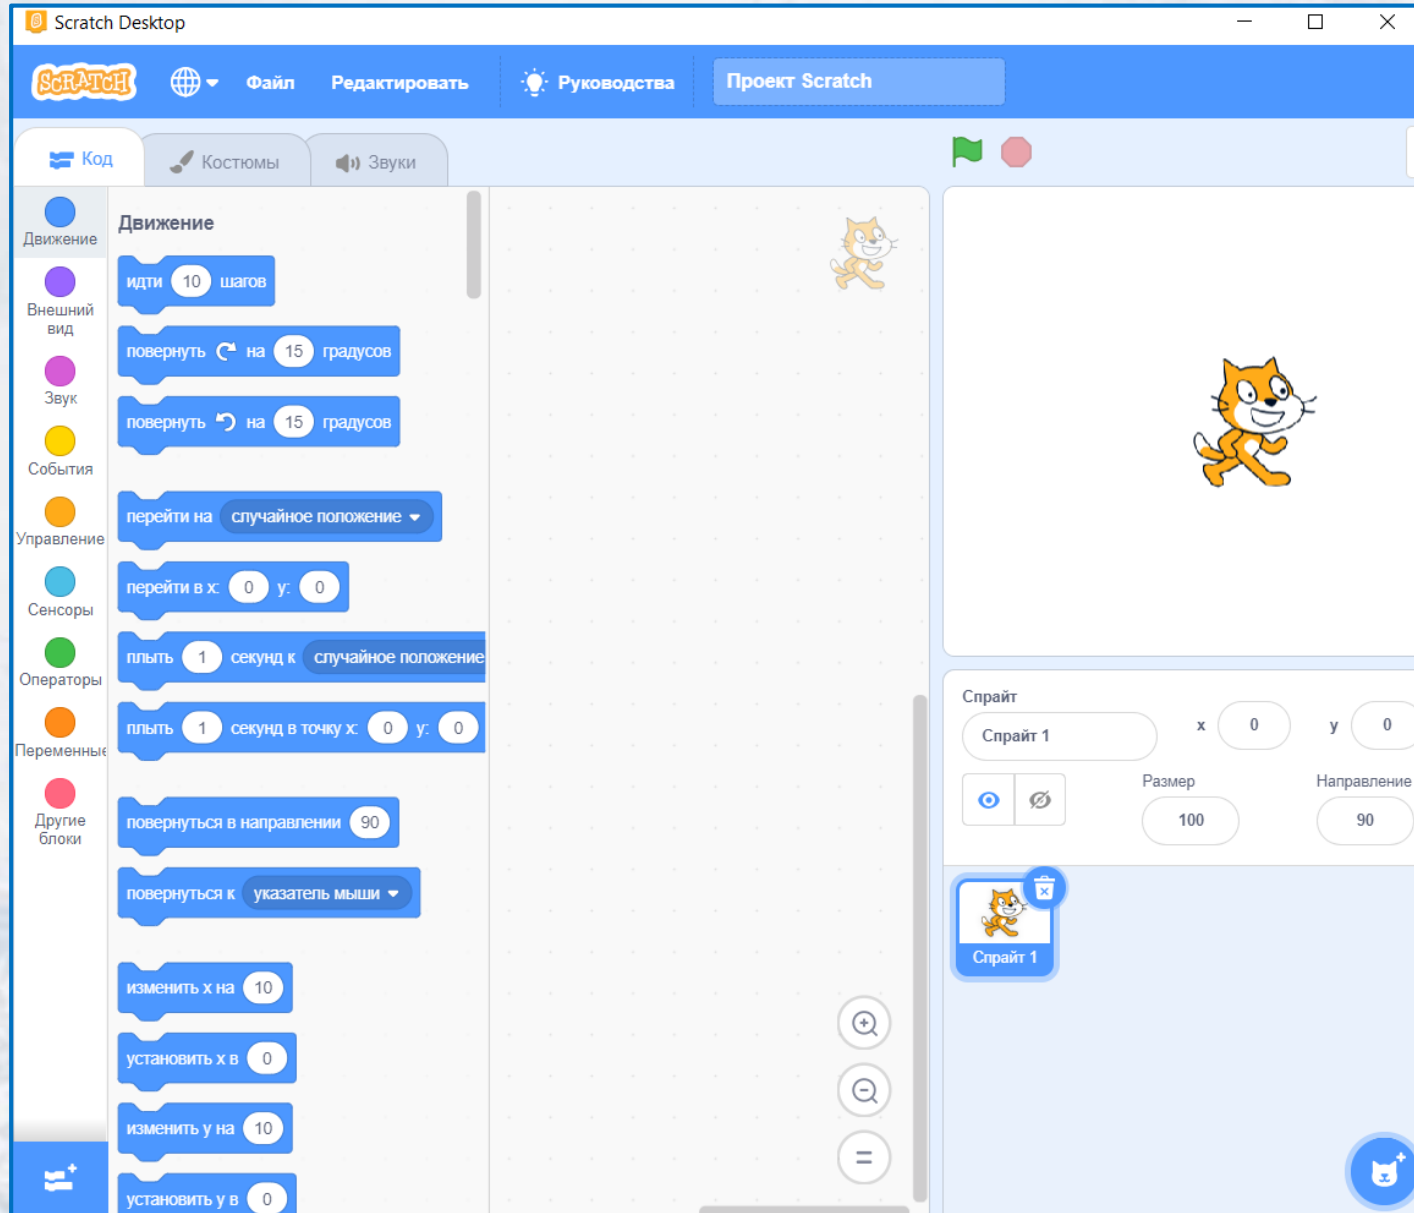 Scratch Desktop
SCRATCH
Файл
Редактировать
Руководства
Проект Scratch
Код
Костюмы
Звуки
Движение
Внешний
вид
Звук
События
Управление
Сенсоры
Операторы
Переменные
Другие
блоки
Движение
идти 10 шагов
повернуть на 15 градусов
повернуть на 15 градусов
перейти на случайное положение
перейти в x: 0 y: 0
плыть 1 секунд к случайное положение
плыть 1 секунд в точку x: 0 y: 0
повернуться в направлении 90
повернуться к указатель мыши
изменить x на 10
установить x в 0
изменить y на 10
установить y в 0
=
Спрайт
Спрайт 1 x 0 y 0
Размер Направление
100 90
Спрайт 1